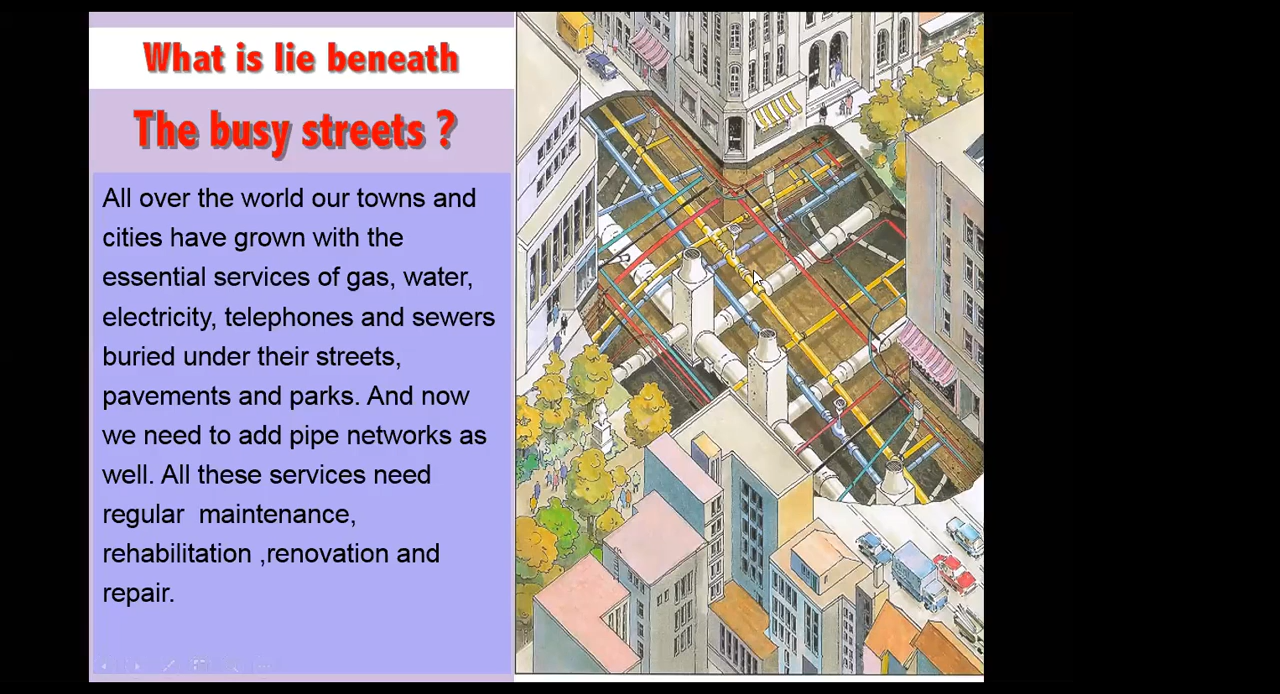 What is lie beneath
The busy streets ?
All over the world our towns and
cities have grown with the
essential services of gas, water,
electricity, telephones and sewers
buried under their streets,
pavements and parks. And now
we need to add pipe networks as
well. All these services need
regular  maintenance,
rehabilitation ,renovation and
repair.